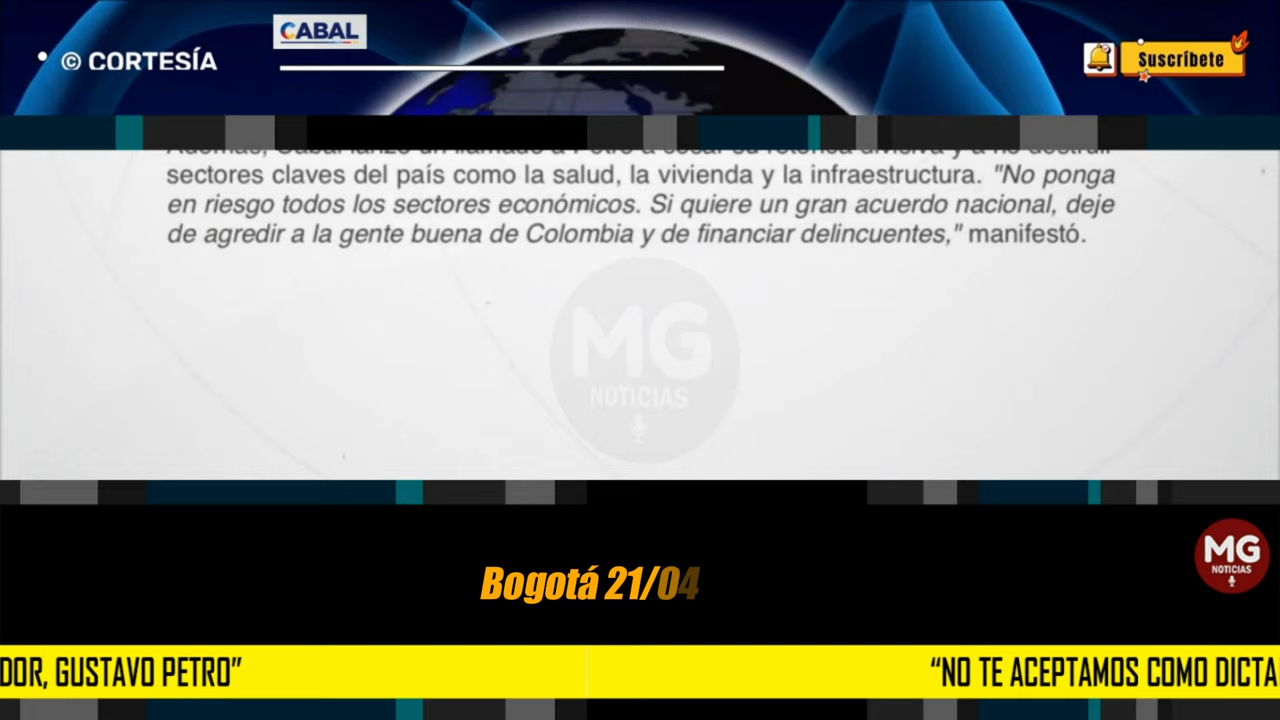 CABAL
© CORTESÍA
Suscríbete
sectores claves del país como la salud, la vivienda y la infraestructura. "No ponga
en riesgo todos los sectores económicos. Si quiere un gran acuerdo nacional, deje
de agredir a la gente buena de Colombia y de financiar delincuentes," manifestó.
MG
NOTICIAS
MG
NOTICIAS
Bogotá 21/04
DOR, GUSTAVO PETRO” “NO TE ACEPTAMOS COMO DICTA